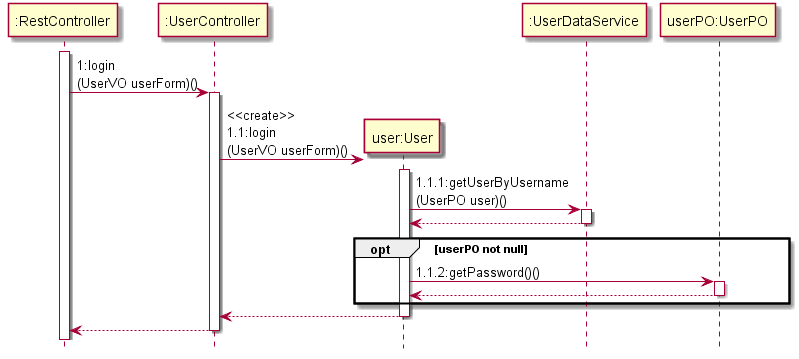 :RestController
:UserController
:UserDataService
userPO:UserPO
1:login
(UserVO userForm)()
<<create>>
1.1:login
(UserVO userForm)()
user:User
1.1.1:getUserByUsername
(UserPO user)()
opt
[userPO not null]
1.1.2:getPassword()()